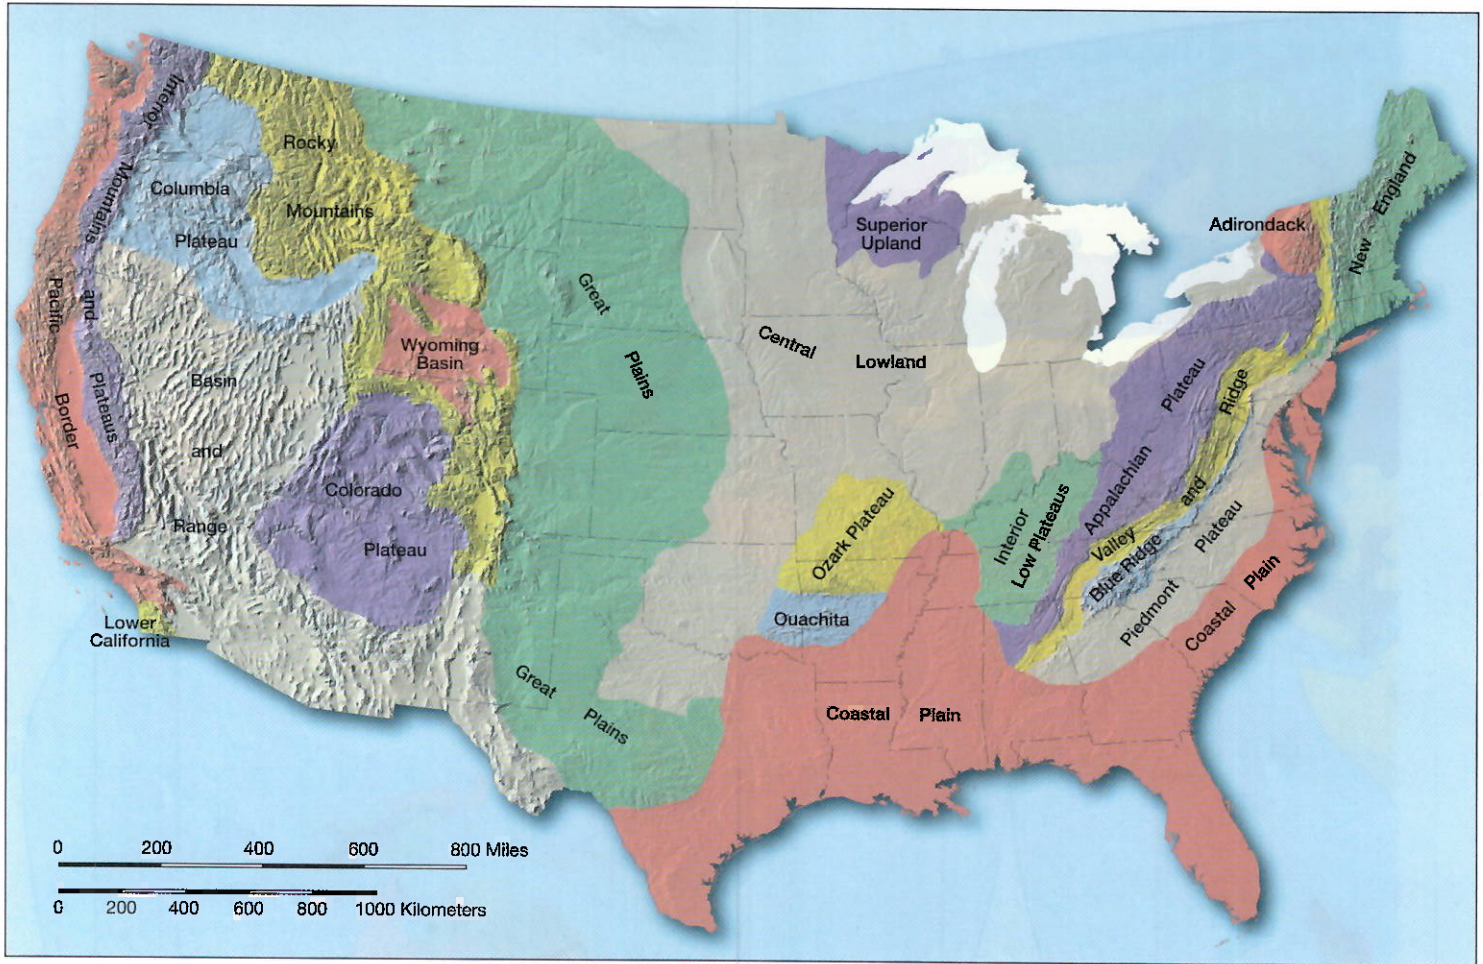 Interior
Mountains
and
Plateaus
Pacific
Border
Rocky
Mountains
Columbia
Plateau
Wyoming
Basin
Basin
and
Range
Colorado
Plateau
Lower
California
Great
Plains
Great
Plains
Central
Lowland
Superior
Upland
Ozark Plateau
Ouachita
Interior
Low Plateaus
Appalachian
Plateau
Valley
and
Ridge
Blue Ridge
Piedmont
Plateau
Coastal
Plain
Coastal Plain
Adirondack
New
England
0 200 400 600 800 Miles
0 200 400 600 800 1000 Kilometers